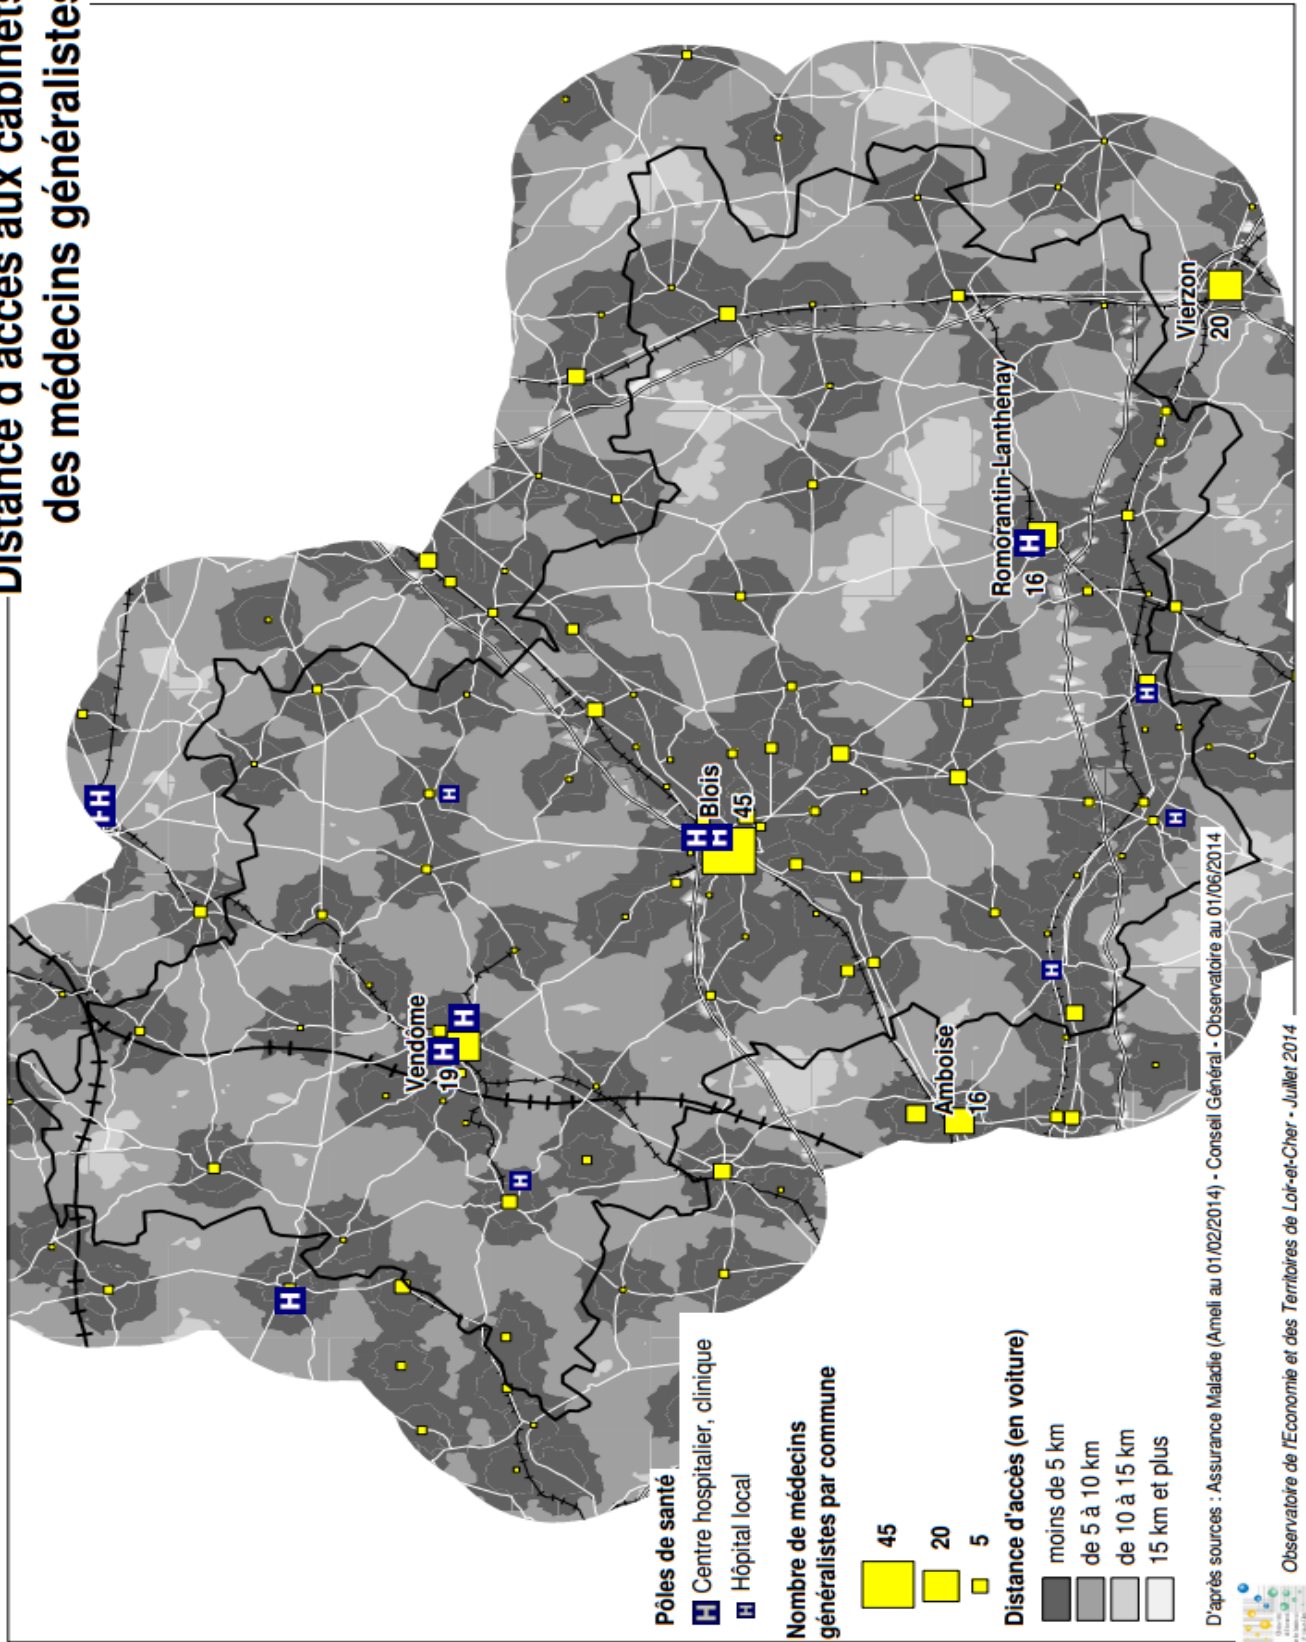 Distance d'accès aux cabinets
des médecins généralistes
Vendôme
19
Blois
45
Amboise
16
Romorantin-Lanthenay
16
Vierzon
20
H
H
H
H
H
H
H
H
H
H
H
H
Pôles de santé
H Centre hospitalier, clinique
H Hôpital local
Nombre de médecins
généralistes par commune
45
20
5
Distance d'accès (en voiture)
moins de 5 km
de 5 à 10 km
de 10 à 15 km
15 km et plus
D'après sources : Assurance Maladie (Ameli au 01/02/2014) - Conseil Général - Observatoire au 01/06/2014
Observatoire de l'Economie et des Territoires de Loir-et-Cher - Juillet 2014